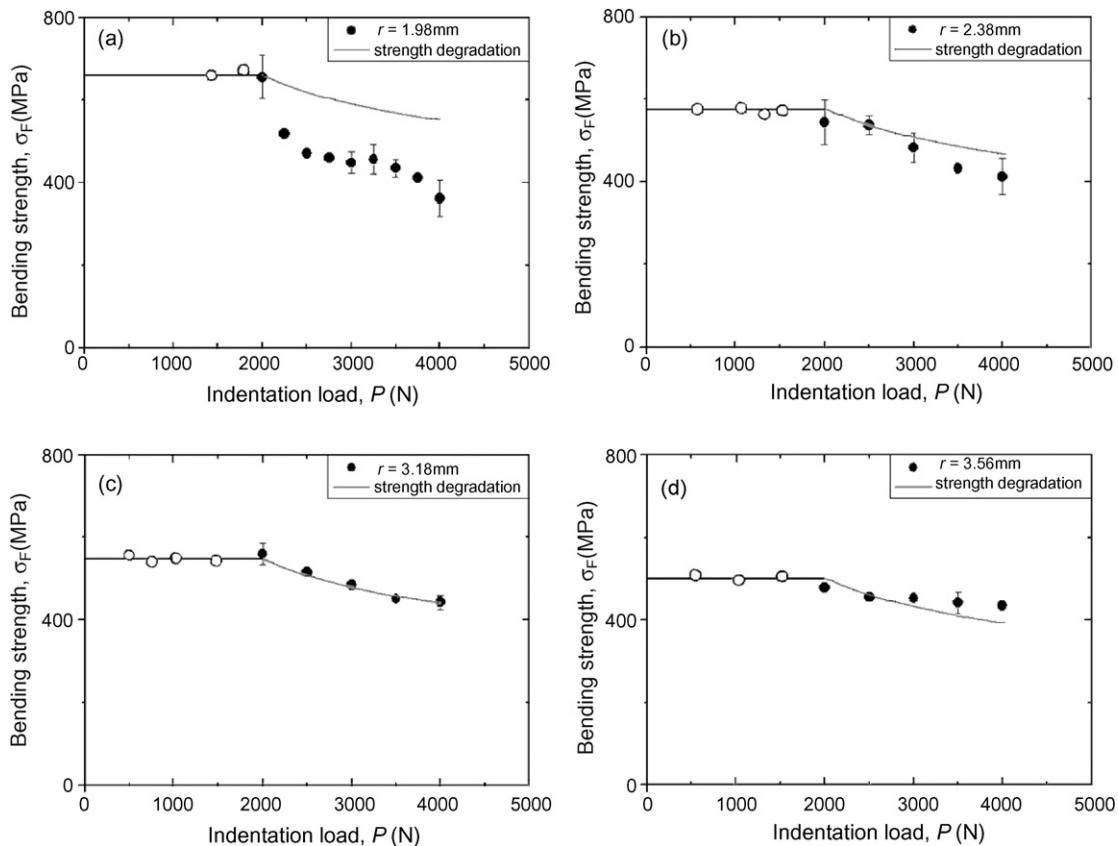 (a)
r = 1.98mm
strength degradation
800
400
0
Bending strength, σF(MPa)
0 1000 2000 3000 4000 5000
Indentation load, P (N)
(b)
r = 2.38mm
strength degradation
800
400
0
Bending strength, σF(MPa)
0 1000 2000 3000 4000 5000
Indentation load, P (N)
(c)
r = 3.18mm
strength degradation
800
400
0
Bending strength, σF(MPa)
0 1000 2000 3000 4000 5000
Indentation load, P (N)
(d)
r = 3.56mm
strength degradation
800
400
0
Bending strength, σF(MPa)
0 1000 2000 3000 4000 5000
Indentation load, P (N)